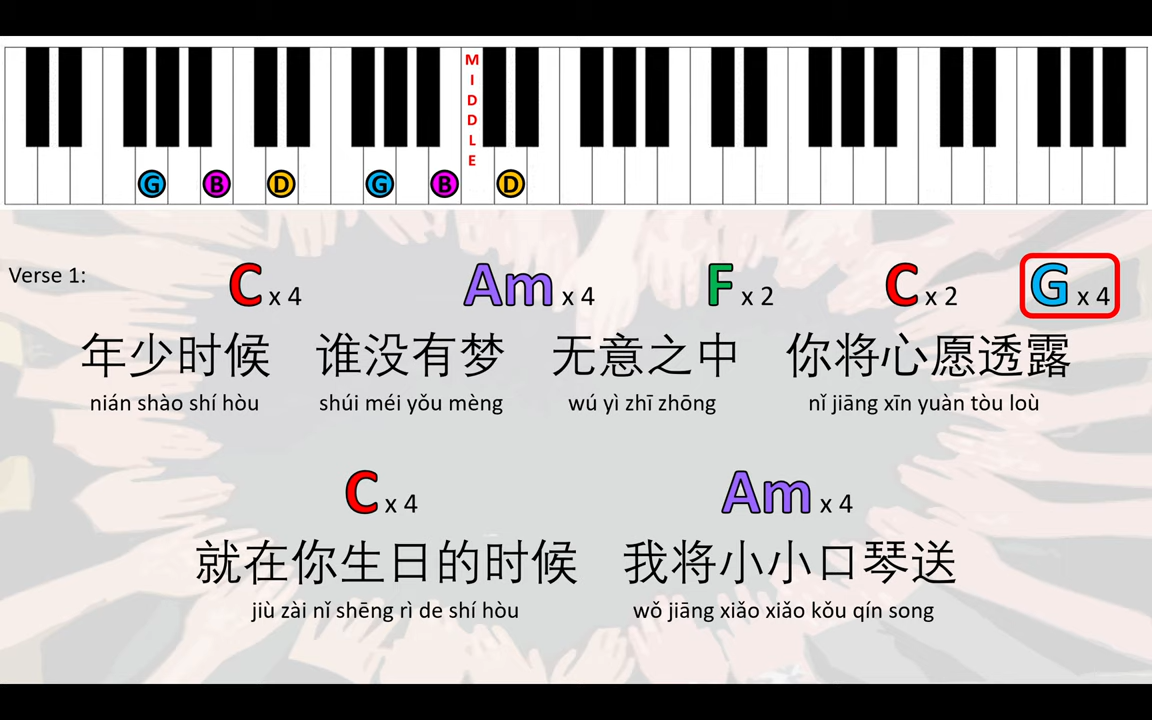 MIDDLE
G B D G B D
Verse 1:
C x 4 Am x 4 F x 2 C x 2 G x 4
年少时候 谁没有梦 无意之中 你将心愿透露
nián shào shí hòu shúi méi yǒu mèng wú yì zhī zhōng nǐ jiāng xīn yuàn tòu loù
C x 4 Am x 4
就在你生日的时候 我将小小口琴送
jiù zài nǐ shēng rì de shí hòu wǒ jiāng xiǎo xiǎo kǒu qín song